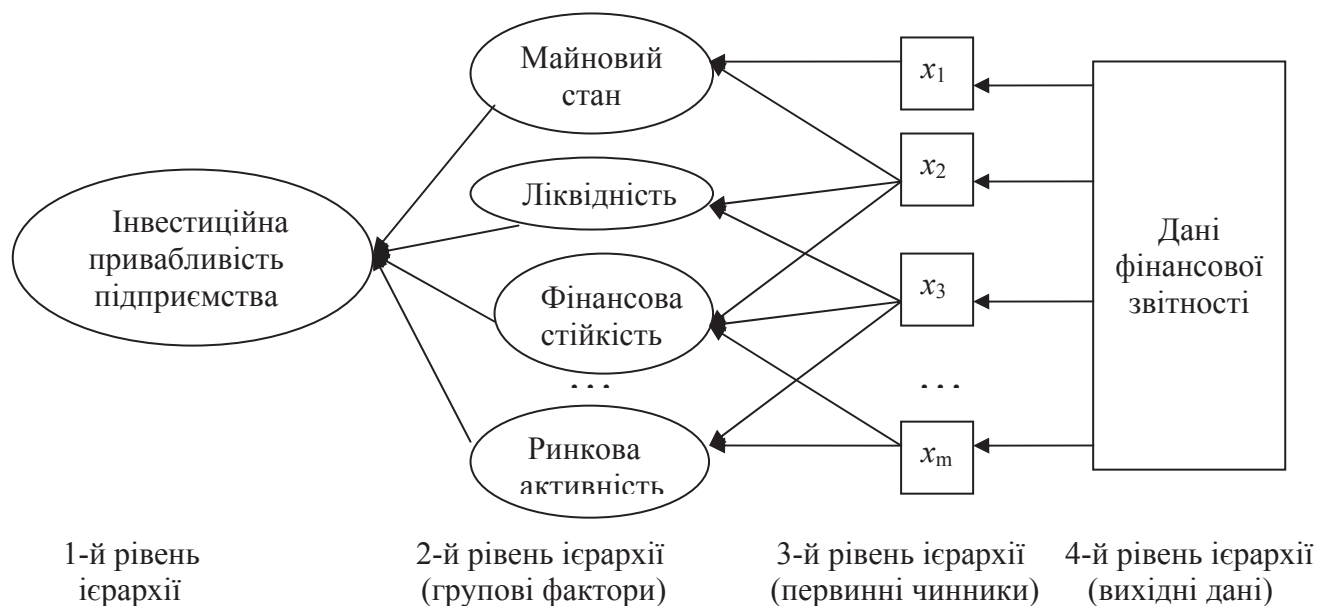 Інвестиційна
привабливість
підприємства
Майновий
стан
Ліквідність
Фінансова
стійкість
. . .
Ринкова
активність
x1
x2
x3
. . .
xm
Дані
фінансової
звітності
1-й рівень
ієрархії
2-й рівень ієрархії
(групові фактори)
3-й рівень ієрархії
(первинні чинники)
4-й рівень ієрархії
(вихідні дані)